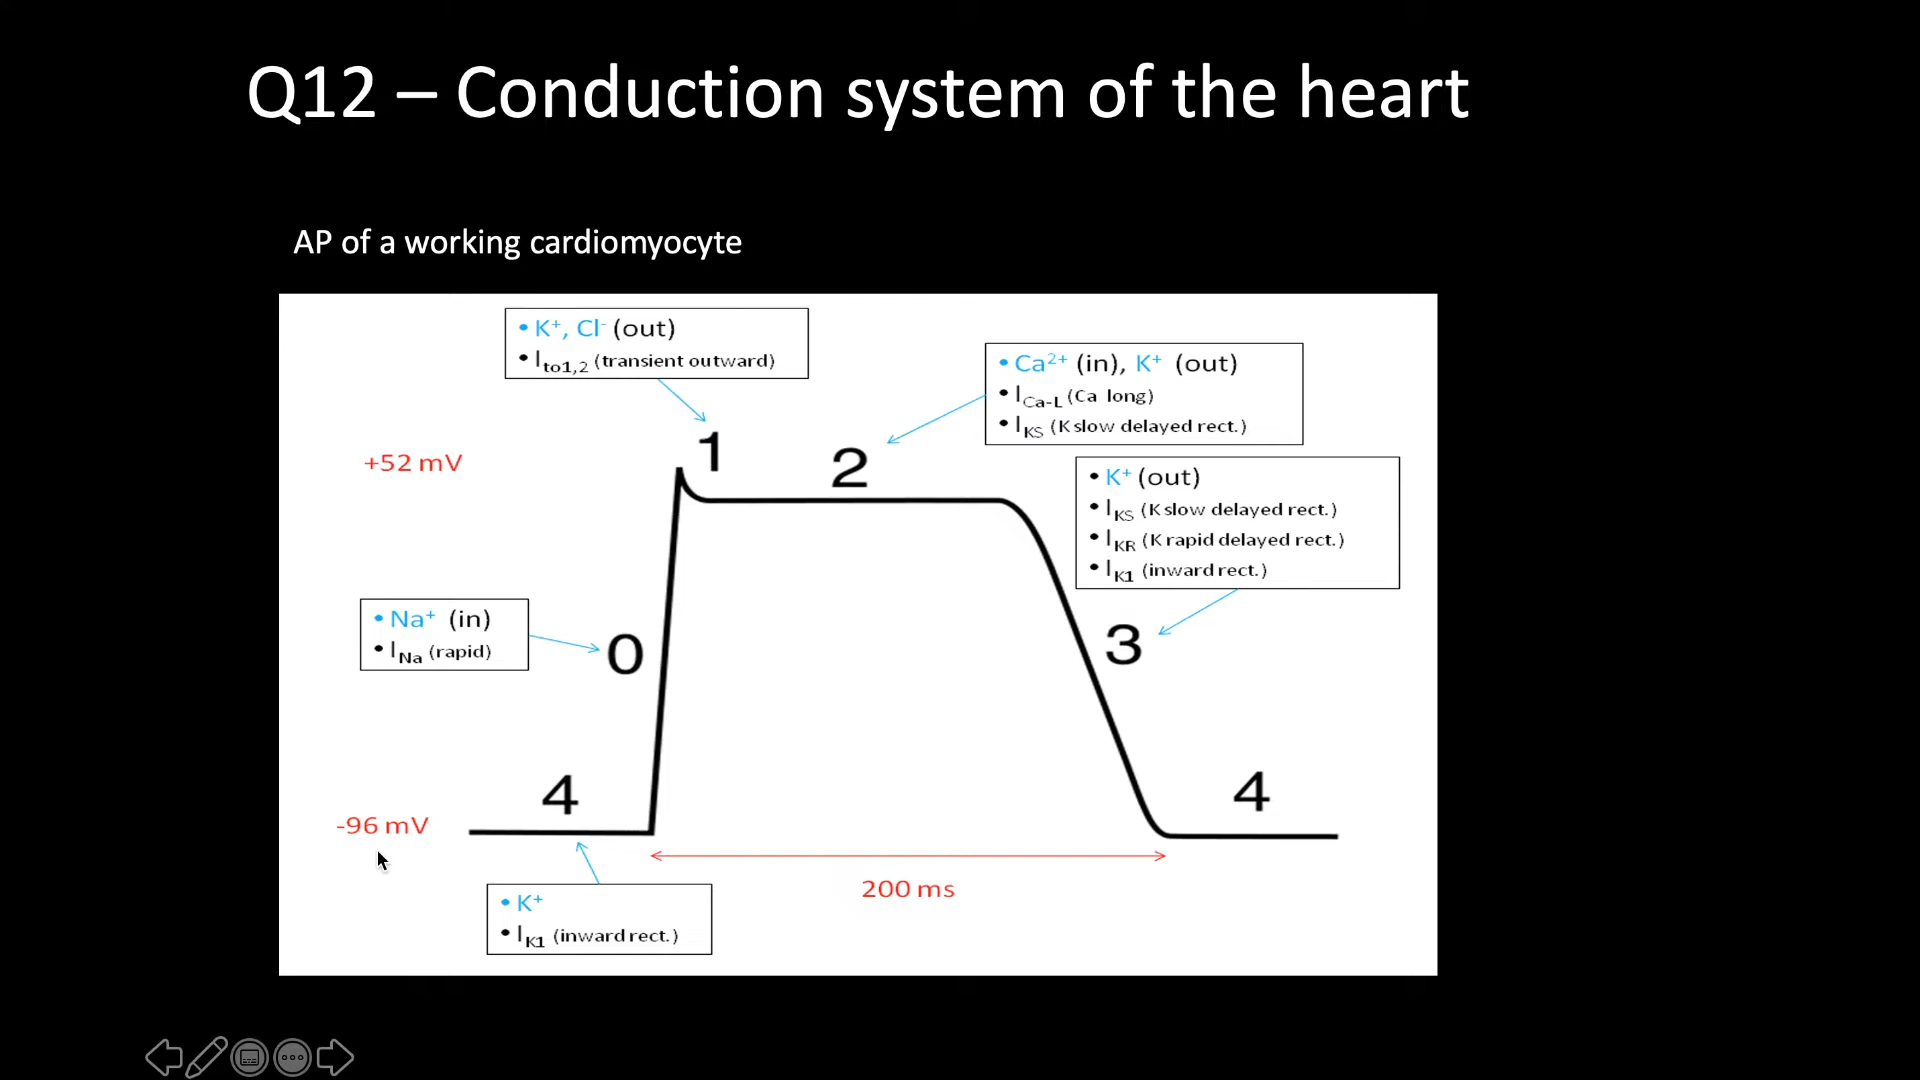 Q12 – Conduction system of the heart
AP of a working cardiomyocyte
• K⁺, Cl⁻ (out)
• I to1,2 (transient outward)
• Ca²⁺ (in), K⁺ (out)
• I Ca-L (Ca long)
• I KS (K slow delayed rect.)
1
+52 mV
2
• K⁺ (out)
• I KS (K slow delayed rect.)
• I KR (K rapid delayed rect.)
• I K1 (inward rect.)
• Na⁺ (in)
• I Na (rapid)
0
3
4
4
-96 mV
200 ms
• K⁺
• I K1 (inward rect.)